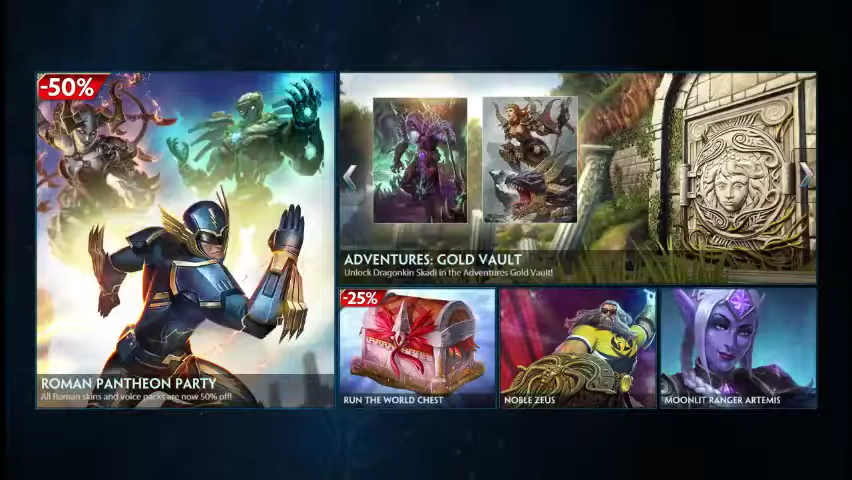 -50%
ROMAN PANTHEON PARTY
All Roman skins and voice packs are now 50% off!
ADVENTURES: GOLD VAULT
Unlock Dragonkin Skadi in the Adventures Gold Vault!
-25%
RUN THE WORLD CHEST
NOBLE ZEUS
MOONLIT RANGER ARTEMIS